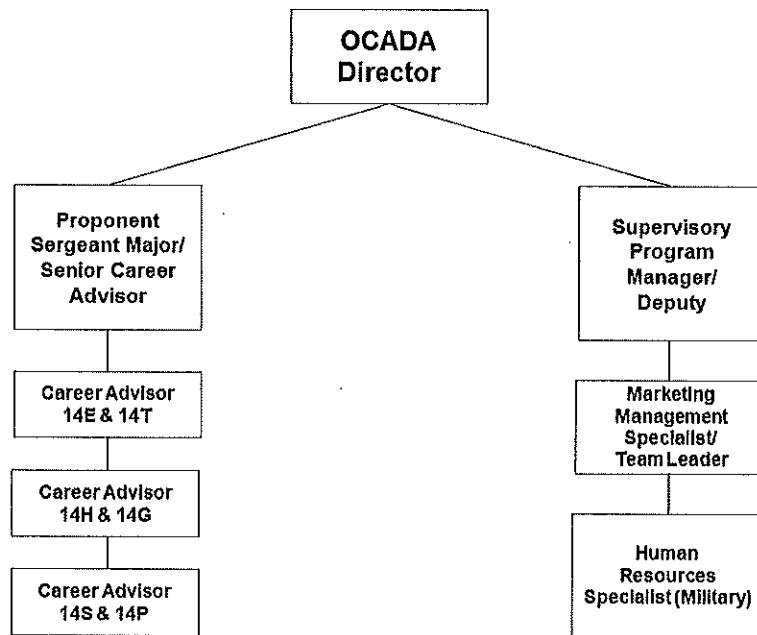 OCADA
Director
Proponent
Sergeant Major/
Senior Career
Advisor
Career Advisor
14E & 14T
Career Advisor
14H & 14G
Career Advisor
14S & 14P
Supervisory
Program
Manager/
Deputy
Marketing
Management
Specialist/
Team Leader
Human
Resources
Specialist (Military)